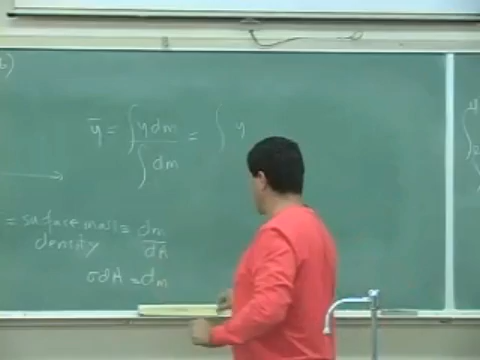 b)
ȳ = ∫ y dm / ∫ dm = ∫ y
= surface mass density = dm/dA
σdA = dm